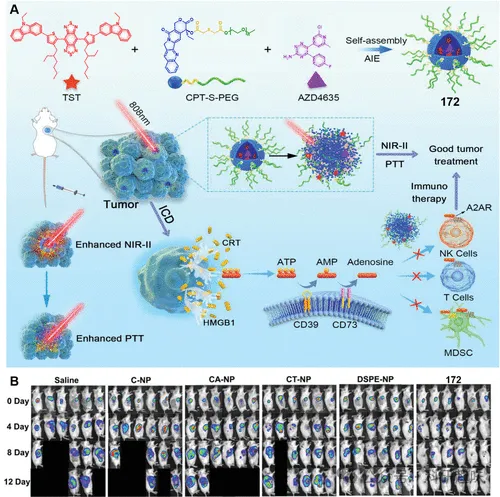 A
TST
+
CPT-S-PEG
+
AZD4635
Self-assembly
AIE
172
808nm
Tumor
NIR-II
PTT
Good tumor
treatment
Immuno
therapy
A2AR
Enhanced NIR-II
ICD
CRT
HMGB1
ATP
AMP
Adenosine
CD39
CD73
NK Cells
T Cells
MDSC
Enhanced PTT
B
Saline
C-NP
CA-NP
CT-NP
DSPE-NP
172
0 Day
4 Day
8 Day
12 Day